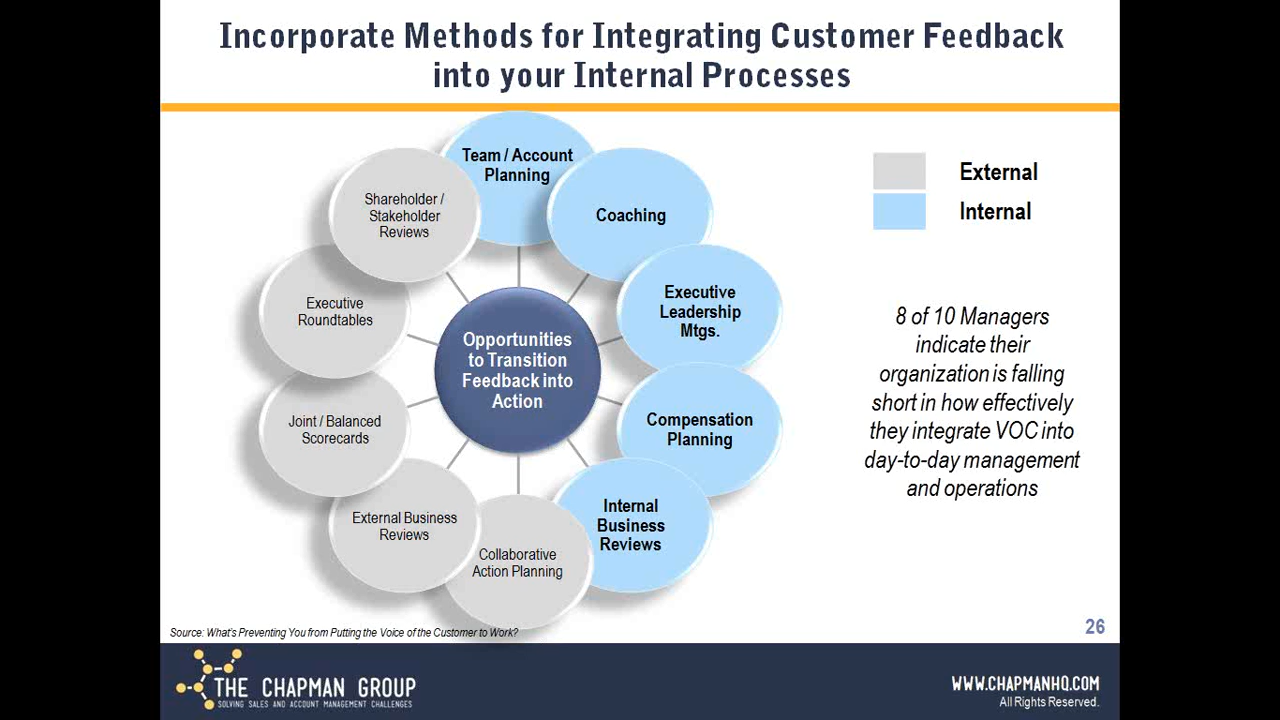 Incorporate Methods for Integrating Customer Feedback
into your Internal Processes
Team / Account
Planning
Coaching
Executive
Leadership
Mtgs.
Compensation
Planning
Internal
Business
Reviews
Collaborative
Action Planning
External Business
Reviews
Joint / Balanced
Scorecards
Executive
Roundtables
Shareholder /
Stakeholder
Reviews
Opportunities
to Transition
Feedback into
Action
External
Internal
8 of 10 Managers
indicate their
organization is falling
short in how effectively
they integrate VOC into
day-to-day management
and operations
Source: What's Preventing You from Putting the Voice of the Customer to Work?
26
THE CHAPMAN GROUP
SOLVING SALES AND ACCOUNT MANAGEMENT CHALLENGES
WWW.CHAPMANHQ.COM
All Rights Reserved.